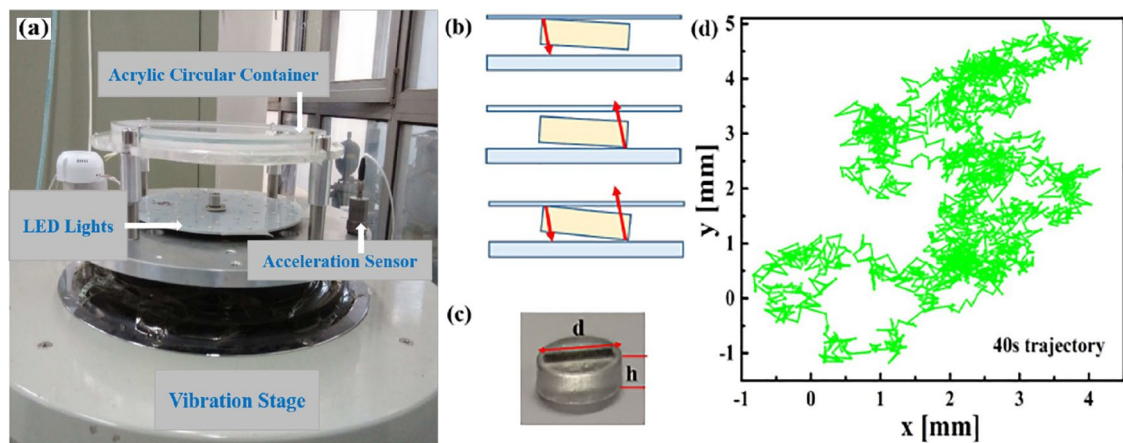 (a)
Acrylic Circular Container
LED Lights
Acceleration Sensor
Vibration Stage
(b)
(c)
d
h
(d)
5
4
3
2
1
0
-1
y [mm]
40s trajectory
-1 0 1 2 3 4
x [mm]